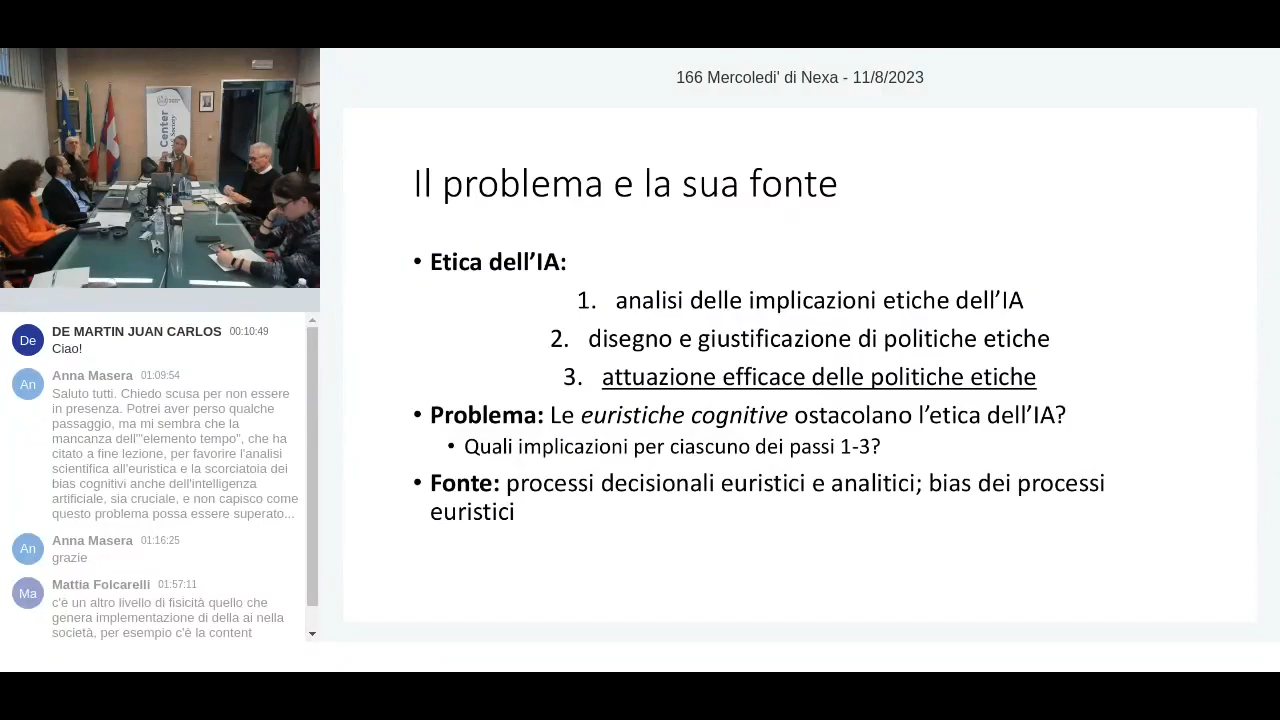 166 Mercoledi' di Nexa - 11/8/2023
Center
Society
Il problema e la sua fonte
• Etica dell'IA:
1. analisi delle implicazioni etiche dell'IA
2. disegno e giustificazione di politiche etiche
3. attuazione efficace delle politiche etiche
• Problema: Le euristiche cognitive ostacolano l'etica dell'IA?
• Quali implicazioni per ciascuno dei passi 1-3?
• Fonte: processi decisionali euristici e analitici; bias dei processi
euristici
De
DE MARTIN JUAN CARLOS 00:10:49
Ciao!
An
Anna Masera 01:09:54
Saluto tutti. Chiedo scusa per non essere
in presenza. Potrei aver perso qualche
passaggio, ma mi sembra che la
mancanza dell'"elemento tempo", che ha
citato a fine lezione, per favorire l'analisi
scientifica all'euristica e la scorciatoia dei
bias cognitivi anche dell'intelligenza
artificiale, sia cruciale, e non capisco come
questo problema possa essere superato...
An
Anna Masera 01:16:25
grazie
Ma
Mattia Folcarelli 01:57:11
c'è un altro livello di fisicità quello che
genera implementazione di della ai nella
società, per esempio c'è la content